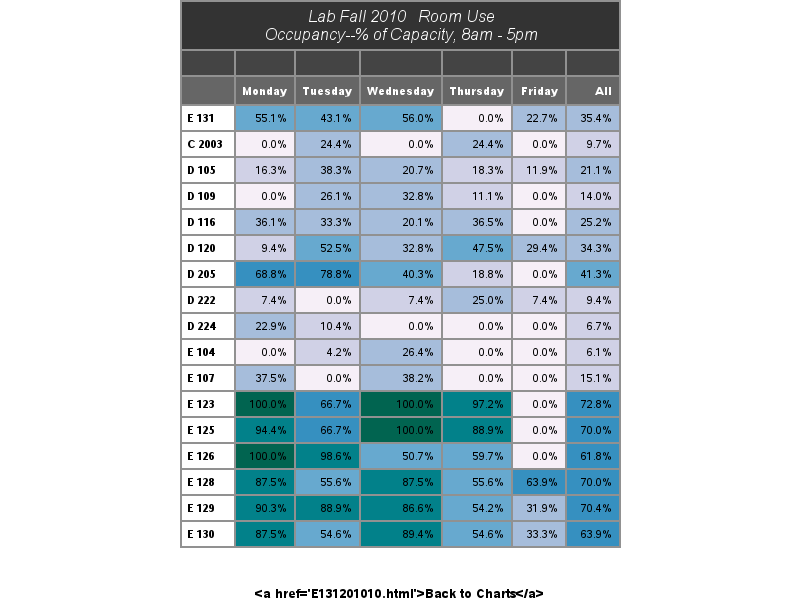 Lab Fall 2010 Room Use
Occupancy--% of Capacity, 8am - 5pm
Monday Tuesday Wednesday Thursday Friday All
E 131 55.1% 43.1% 56.0% 0.0% 22.7% 35.4%
C 2003 0.0% 24.4% 0.0% 24.4% 0.0% 9.7%
D 105 16.3% 38.3% 20.7% 18.3% 11.9% 21.1%
D 109 0.0% 26.1% 32.8% 11.1% 0.0% 14.0%
D 116 36.1% 33.3% 20.1% 36.5% 0.0% 25.2%
D 120 9.4% 52.5% 32.8% 47.5% 29.4% 34.3%
D 205 68.8% 78.8% 40.3% 18.8% 0.0% 41.3%
D 222 7.4% 0.0% 7.4% 25.0% 7.4% 9.4%
D 224 22.9% 10.4% 0.0% 0.0% 0.0% 6.7%
E 104 0.0% 4.2% 26.4% 0.0% 0.0% 6.1%
E 107 37.5% 0.0% 38.2% 0.0% 0.0% 15.1%
E 123 100.0% 66.7% 100.0% 97.2% 0.0% 72.8%
E 125 94.4% 66.7% 100.0% 88.9% 0.0% 70.0%
E 126 100.0% 98.6% 50.7% 59.7% 0.0% 61.8%
E 128 87.5% 55.6% 87.5% 55.6% 63.9% 70.0%
E 129 90.3% 88.9% 86.6% 54.2% 31.9% 70.4%
E 130 87.5% 54.6% 89.4% 54.6% 33.3% 63.9%
<a href='E131201010.html'>Back to Charts</a>